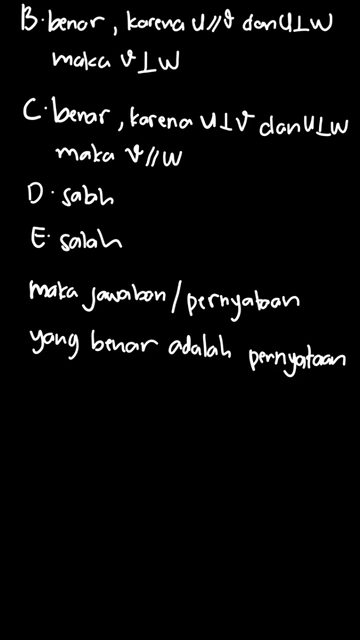 B. benar, karena u//v dan u⊥w
maka v⊥w
C. benar, karena u⊥v dan u⊥w
maka v//w
D. salah
E. salah
maka jawaban/pernyataan
yang benar adalah pernyataan